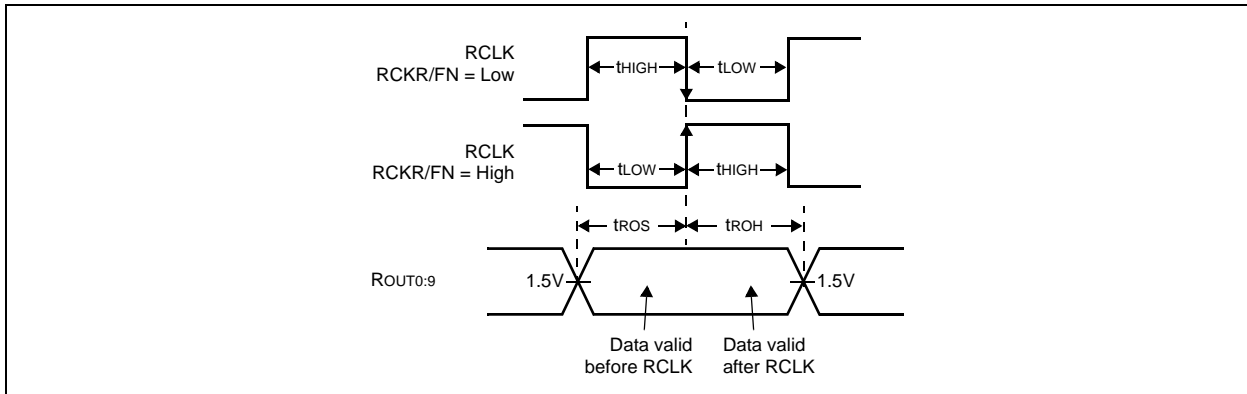 RCLK
RCKR/FN = Low
tHIGH
tLOW
RCLK
RCKR/FN = High
tLOW
tHIGH
tROS
tROH
ROUT0:9
1.5V
1.5V
Data valid
before RCLK
Data valid
after RCLK